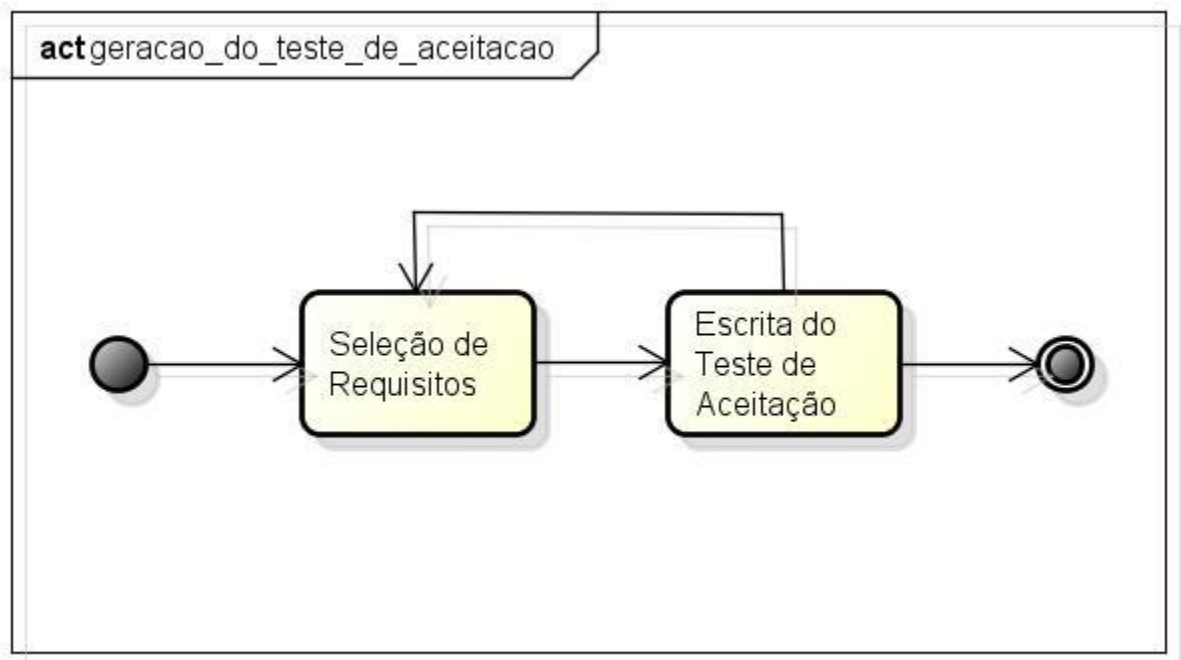 act geracao_do_teste_de_aceitacao
Seleção de
Requisitos
Escrita do
Teste de
Aceitação